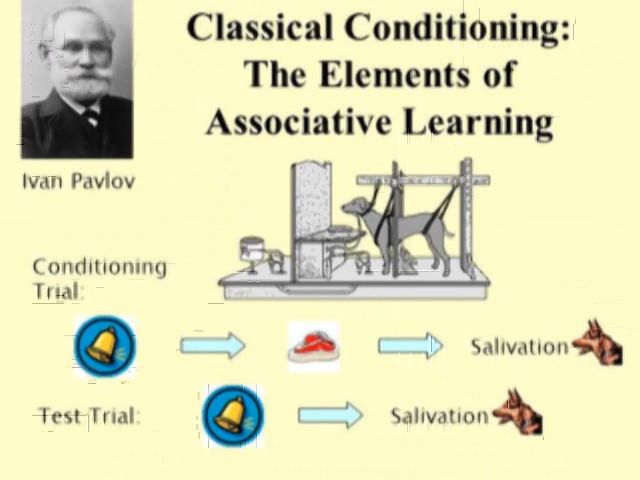 Classical Conditioning:
The Elements of
Associative Learning
Ivan Pavlov
Conditioning
Trial:
Salivation
Test Trial:
Salivation